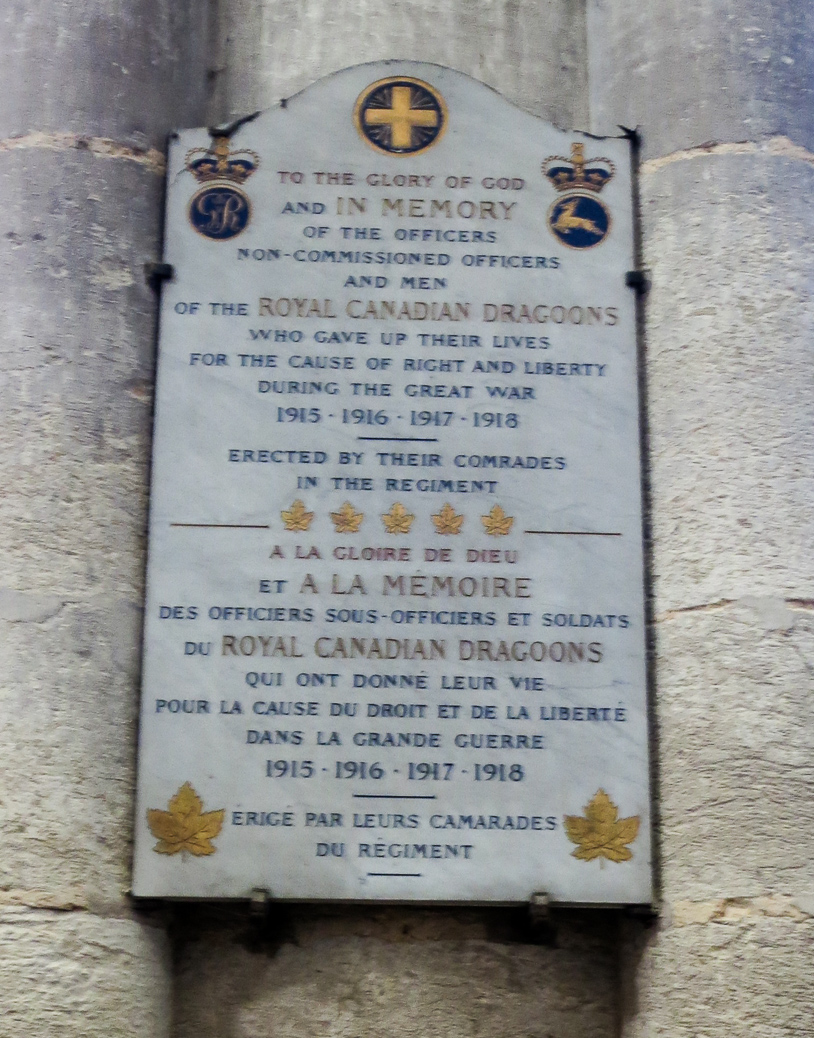 GR
TO THE GLORY OF GOD
AND IN MEMORY
OF THE OFFICERS
NON-COMMISSIONED OFFICERS
AND MEN
OF THE ROYAL CANADIAN DRAGOONS
WHO GAVE UP THEIR LIVES
FOR THE CAUSE OF RIGHT AND LIBERTY
DURING THE GREAT WAR
1915 · 1916 · 1917 · 1918
ERECTED BY THEIR COMRADES
IN THE REGIMENT
A LA GLOIRE DE DIEU
ET A LA MÉMOIRE
DES OFFICIERS SOUS-OFFICIERS ET SOLDATS
DU ROYAL CANADIAN DRAGOONS
QUI ONT DONNÉ LEUR VIE
POUR LA CAUSE DU DROIT ET DE LA LIBERTÉ
DANS LA GRANDE GUERRE
1915 · 1916 · 1917 · 1918
ÉRIGÉ PAR LEURS CAMARADES
DU RÉGIMENT